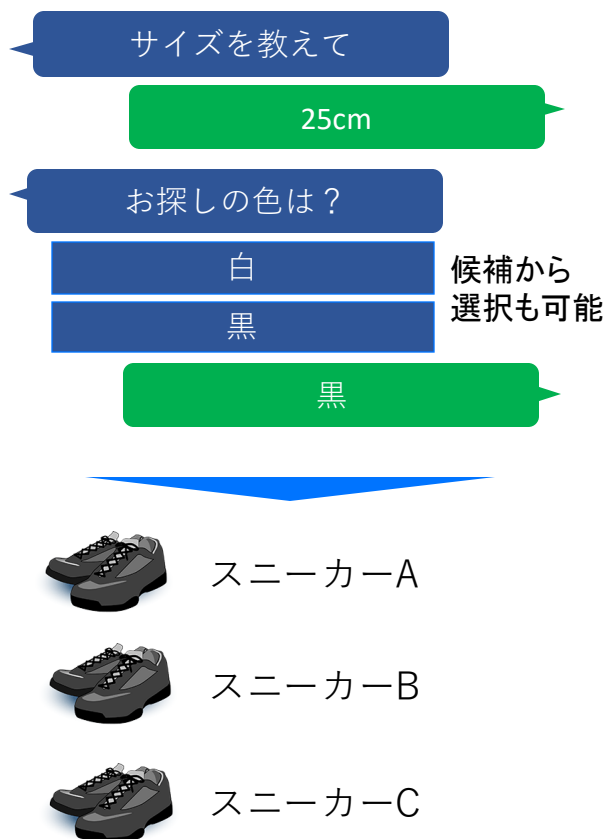 サイズを教えて
25cm
お探しの色は？
白
候補から
選択も可能
黒
黒
スニーカーA
スニーカーB
スニーカーC